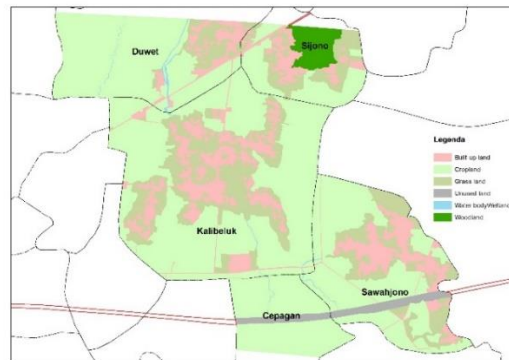 Duwet
Sijono
Legenda
Built up land
Cropland
Grass land
Unused land
Water body/Wetland
Woodland
Kalibeluk
Sawahjono
Cepagan